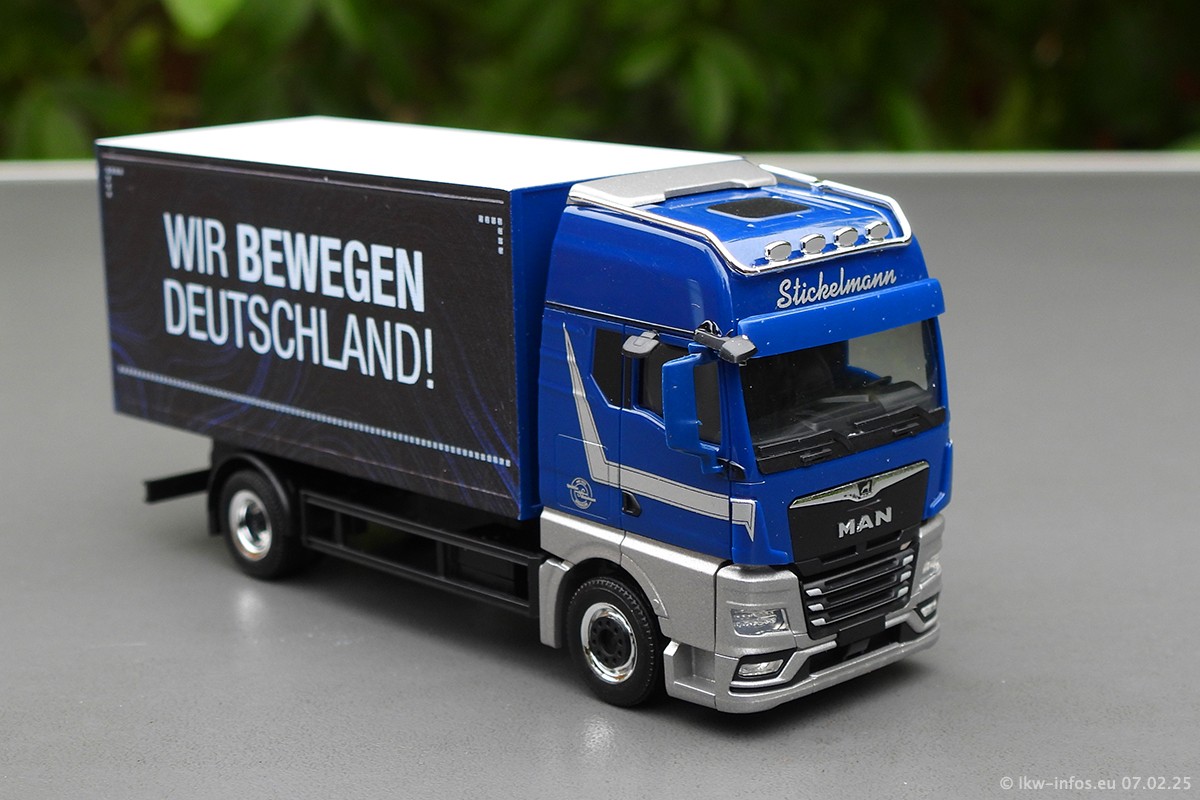 WIR BEWEGEN
DEUTSCHLAND!
Stickelmann
MAN
© lkw-infos.eu 07.02.25